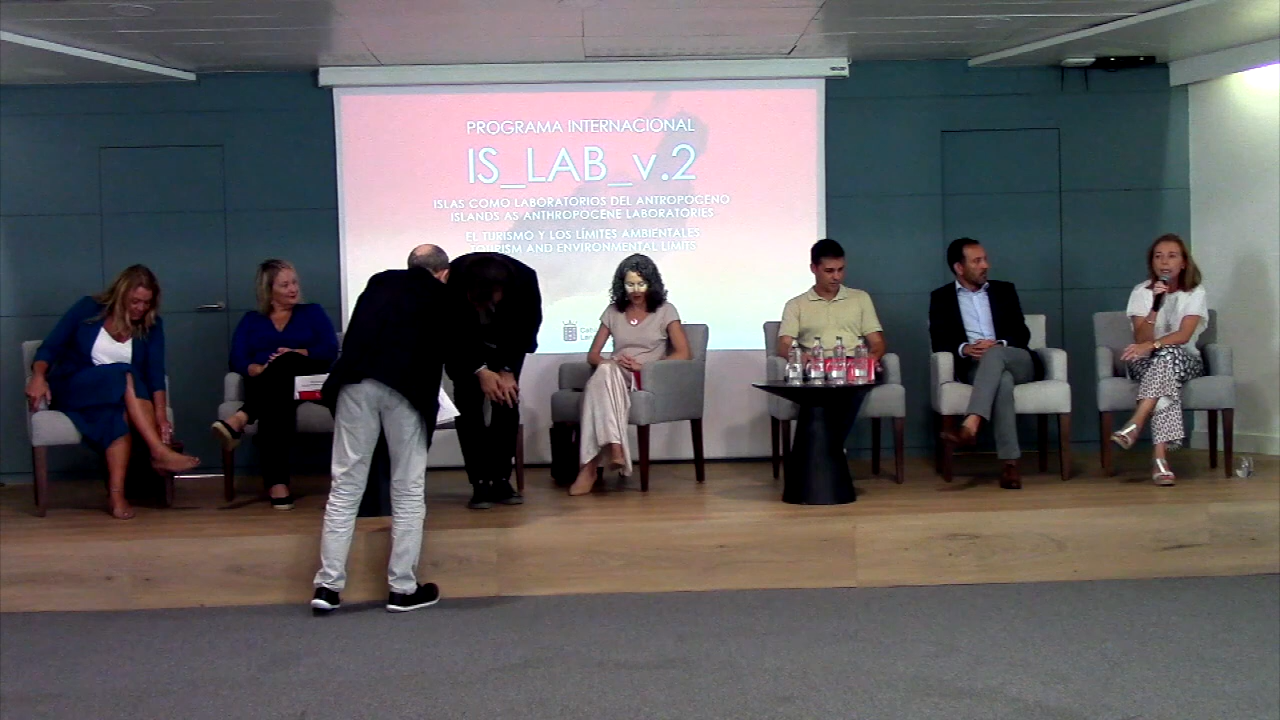 PROGRAMA INTERNACIONAL
IS_LAB_v.2
ISLAS COMO LABORATORIOS DEL ANTROPOCENO
ISLANDS AS ANTHROPOCENE LABORATORIES
EL TURISMO Y LOS LÍMITES AMBIENTALES
TOURISM AND ENVIRONMENTAL LIMITS